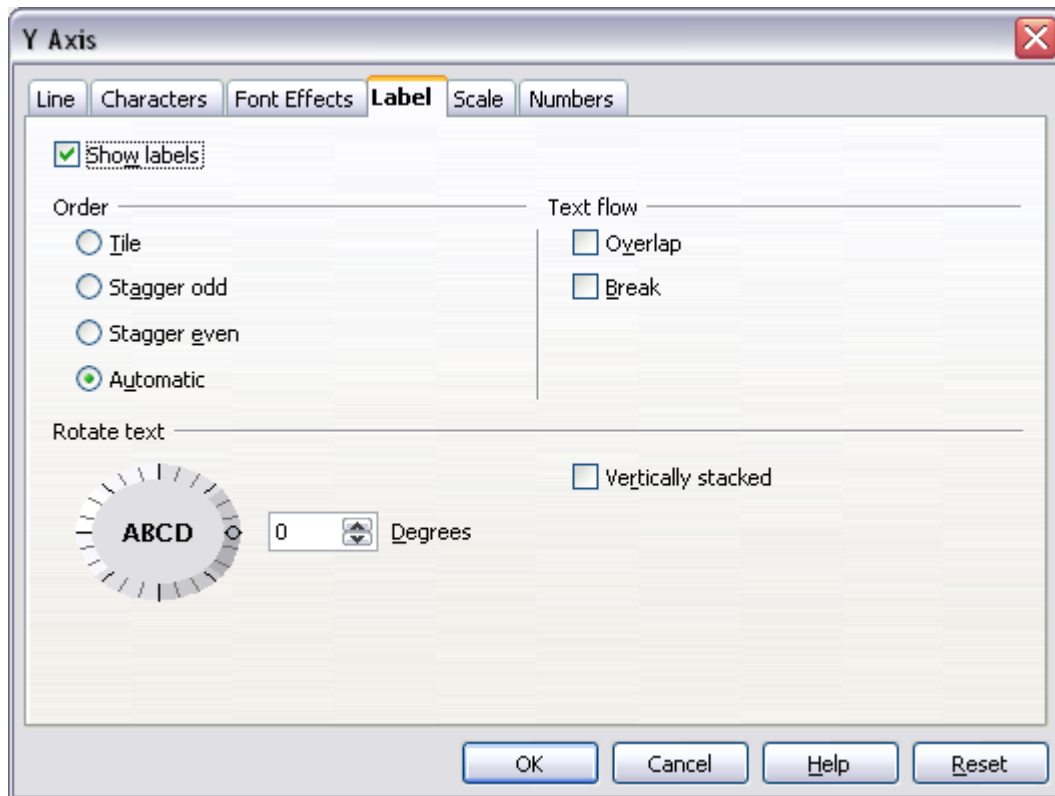 Y Axis
Line Characters Font Effects Label Scale Numbers
Show labels
Order Text flow
Tile Overlap
Stagger odd Break
Stagger even
Automatic
Rotate text
Vertically stacked
ABCD 0 Degrees
OK Cancel Help Reset